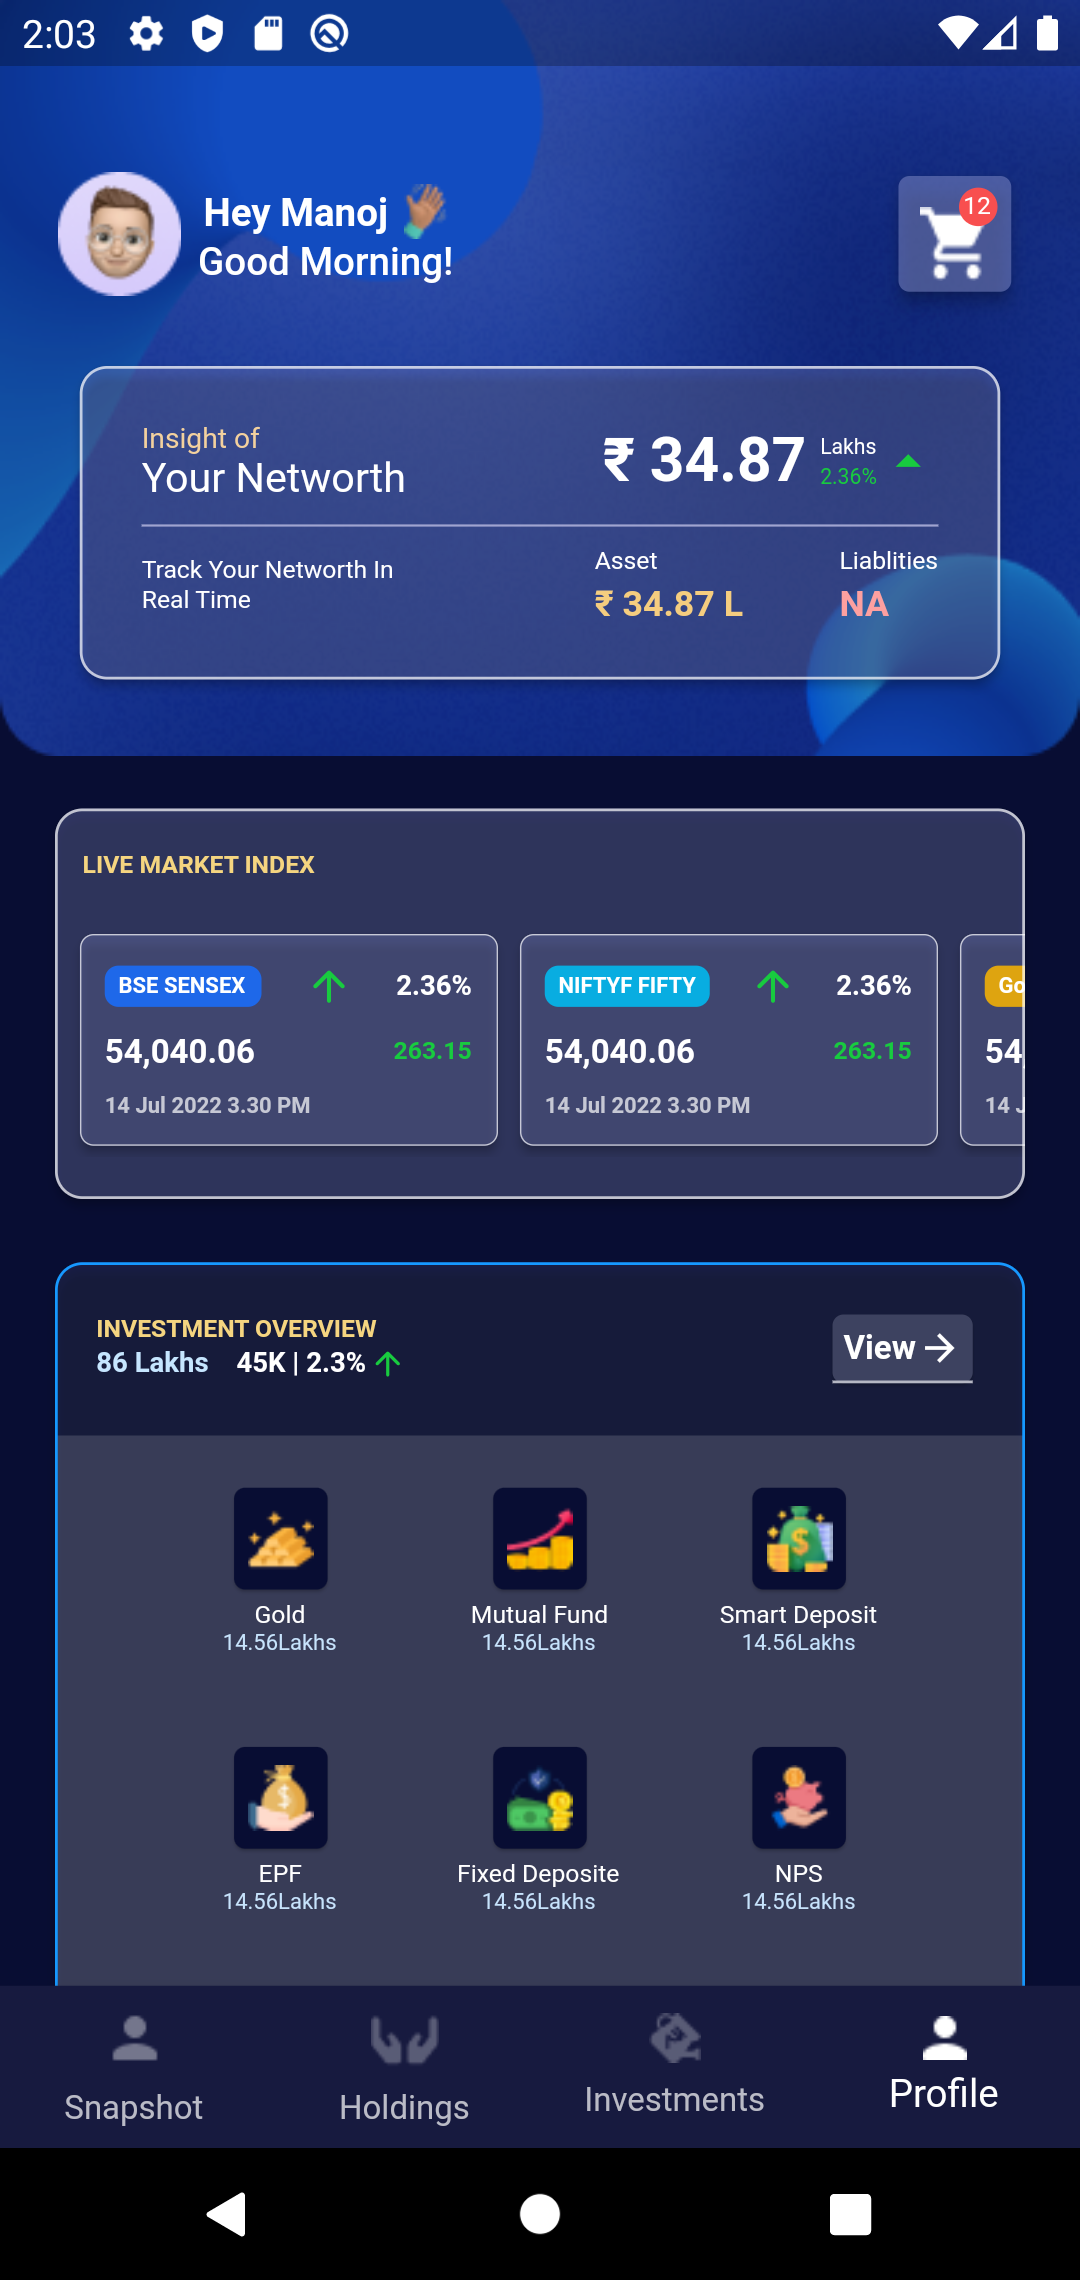 2:03
Hey Manoj 👋🏽
Good Morning!
12
Insight of
Your Networth
₹ 34.87 Lakhs
2.36%
Track Your Networth In
Real Time
Asset
₹ 34.87 L
Liablities
NA
LIVE MARKET INDEX
BSE SENSEX 2.36%
54,040.06 263.15
14 Jul 2022 3.30 PM
NIFTYF FIFTY 2.36%
54,040.06 263.15
14 Jul 2022 3.30 PM
Go
54,
14 J
INVESTMENT OVERVIEW
86 Lakhs 45K | 2.3%
View
Gold
14.56Lakhs
Mutual Fund
14.56Lakhs
Smart Deposit
14.56Lakhs
EPF
14.56Lakhs
Fixed Deposite
14.56Lakhs
NPS
14.56Lakhs
Snapshot
Holdings
Investments
Profile